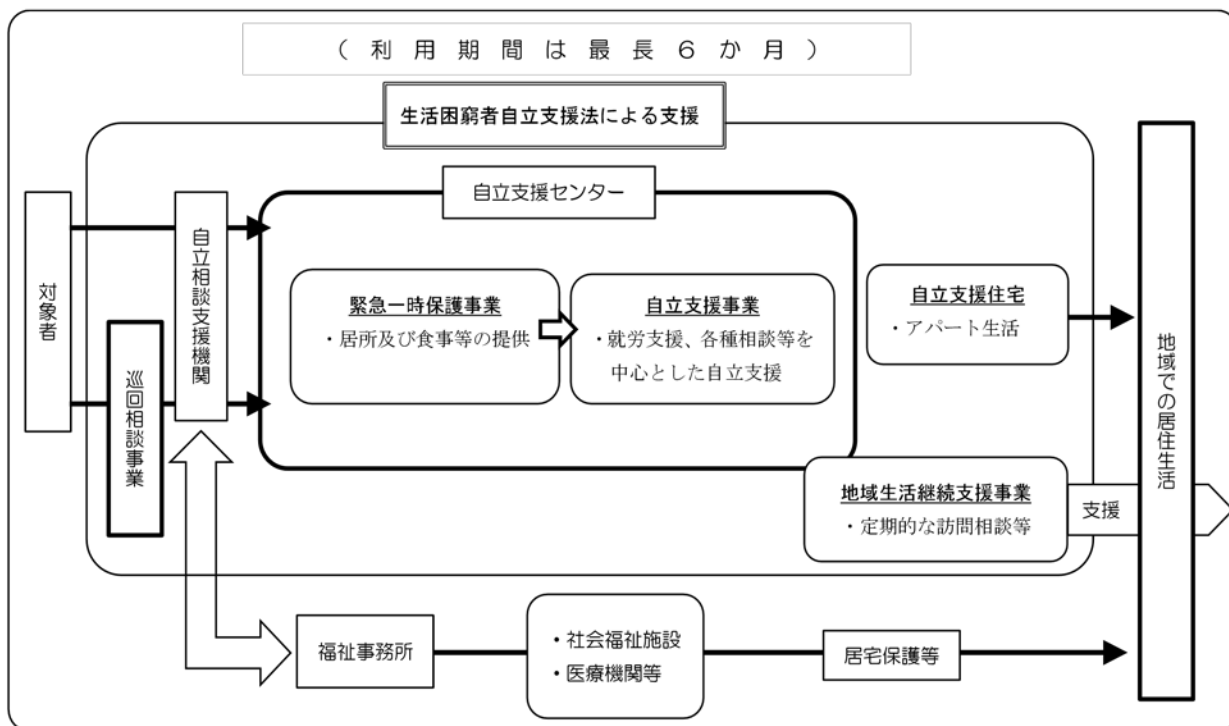 （利用期間は最長６か月）
生活困窮者自立支援法による支援
自立支援センター
対象者
自立相談支援機関
巡回相談事業
緊急一時保護事業
・居所及び食事等の提供
自立支援事業
・就労支援、各種相談等を
中心とした自立支援
自立支援住宅
・アパート生活
地域生活継続支援事業
・定期的な訪問相談等
支援
地域での居住生活
福祉事務所
・社会福祉施設
・医療機関等
居宅保護等